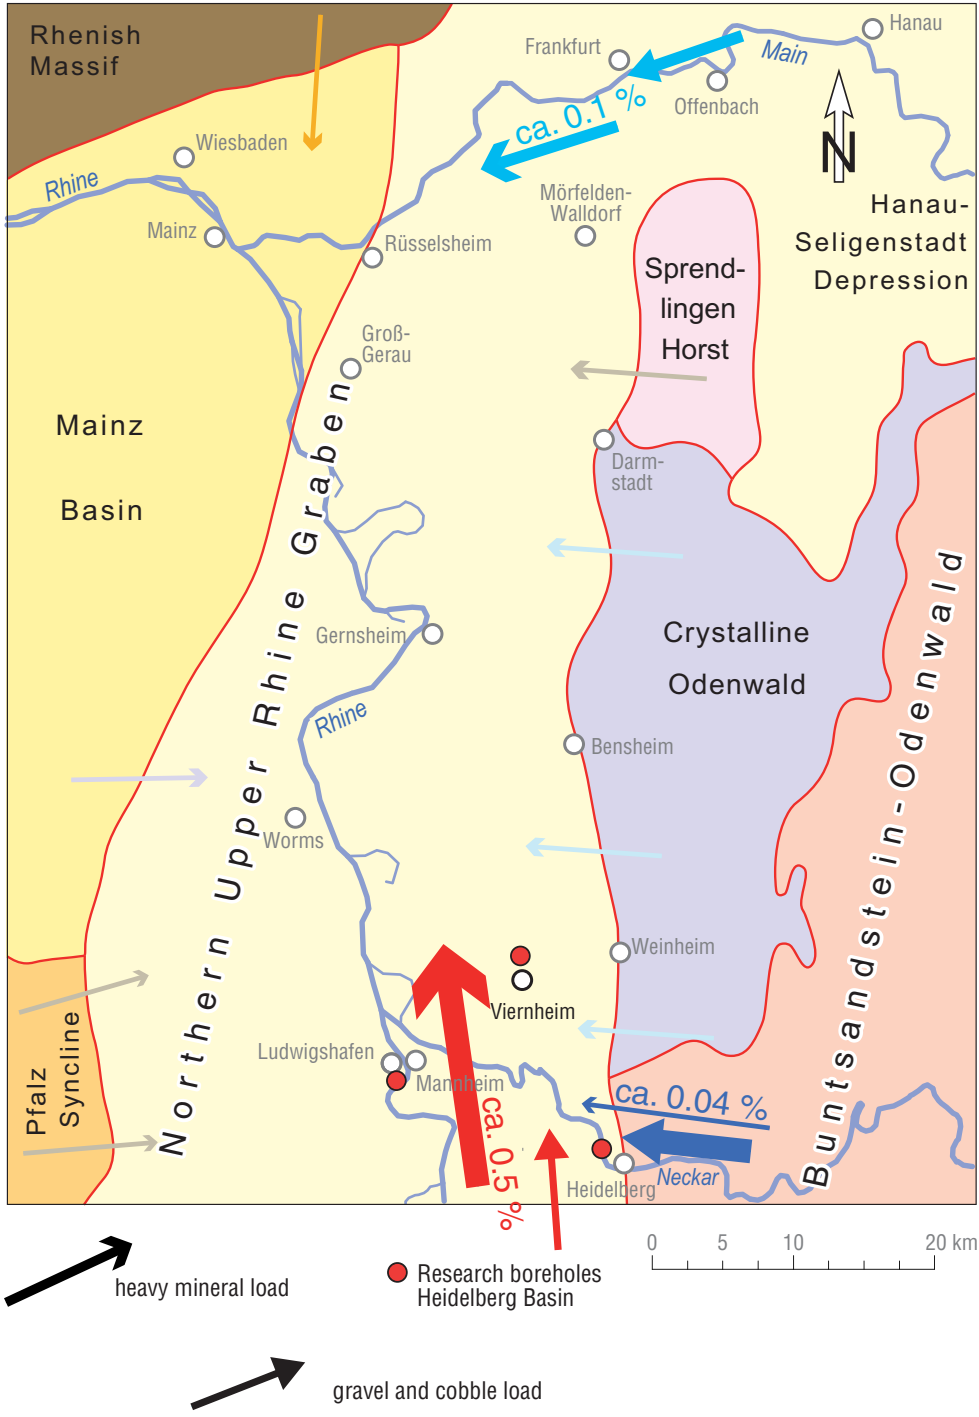 Rhenish
Massif
Hanau
Frankfurt
Main
Offenbach
ca. 0.1 %
N
Wiesbaden
Rhine
Mainz
Rüsselsheim
Mörfelden-
Walldorf
Hanau-
Seligenstadt
Depression
Sprend-
lingen
Horst
Groß-
Gerau
Mainz
Basin
Darm-
stadt
Northern Upper Rhine Graben
Gernsheim
Crystalline
Odenwald
Rhine
Bensheim
Buntsandstein-Odenwald
Worms
Weinheim
Viernheim
Pfalz
Syncline
Ludwigshafen
Mannheim
ca. 0.5 %
ca. 0.04 %
Heidelberg
Neckar
0 5 10 20 km
heavy mineral load
Research boreholes
Heidelberg Basin
gravel and cobble load